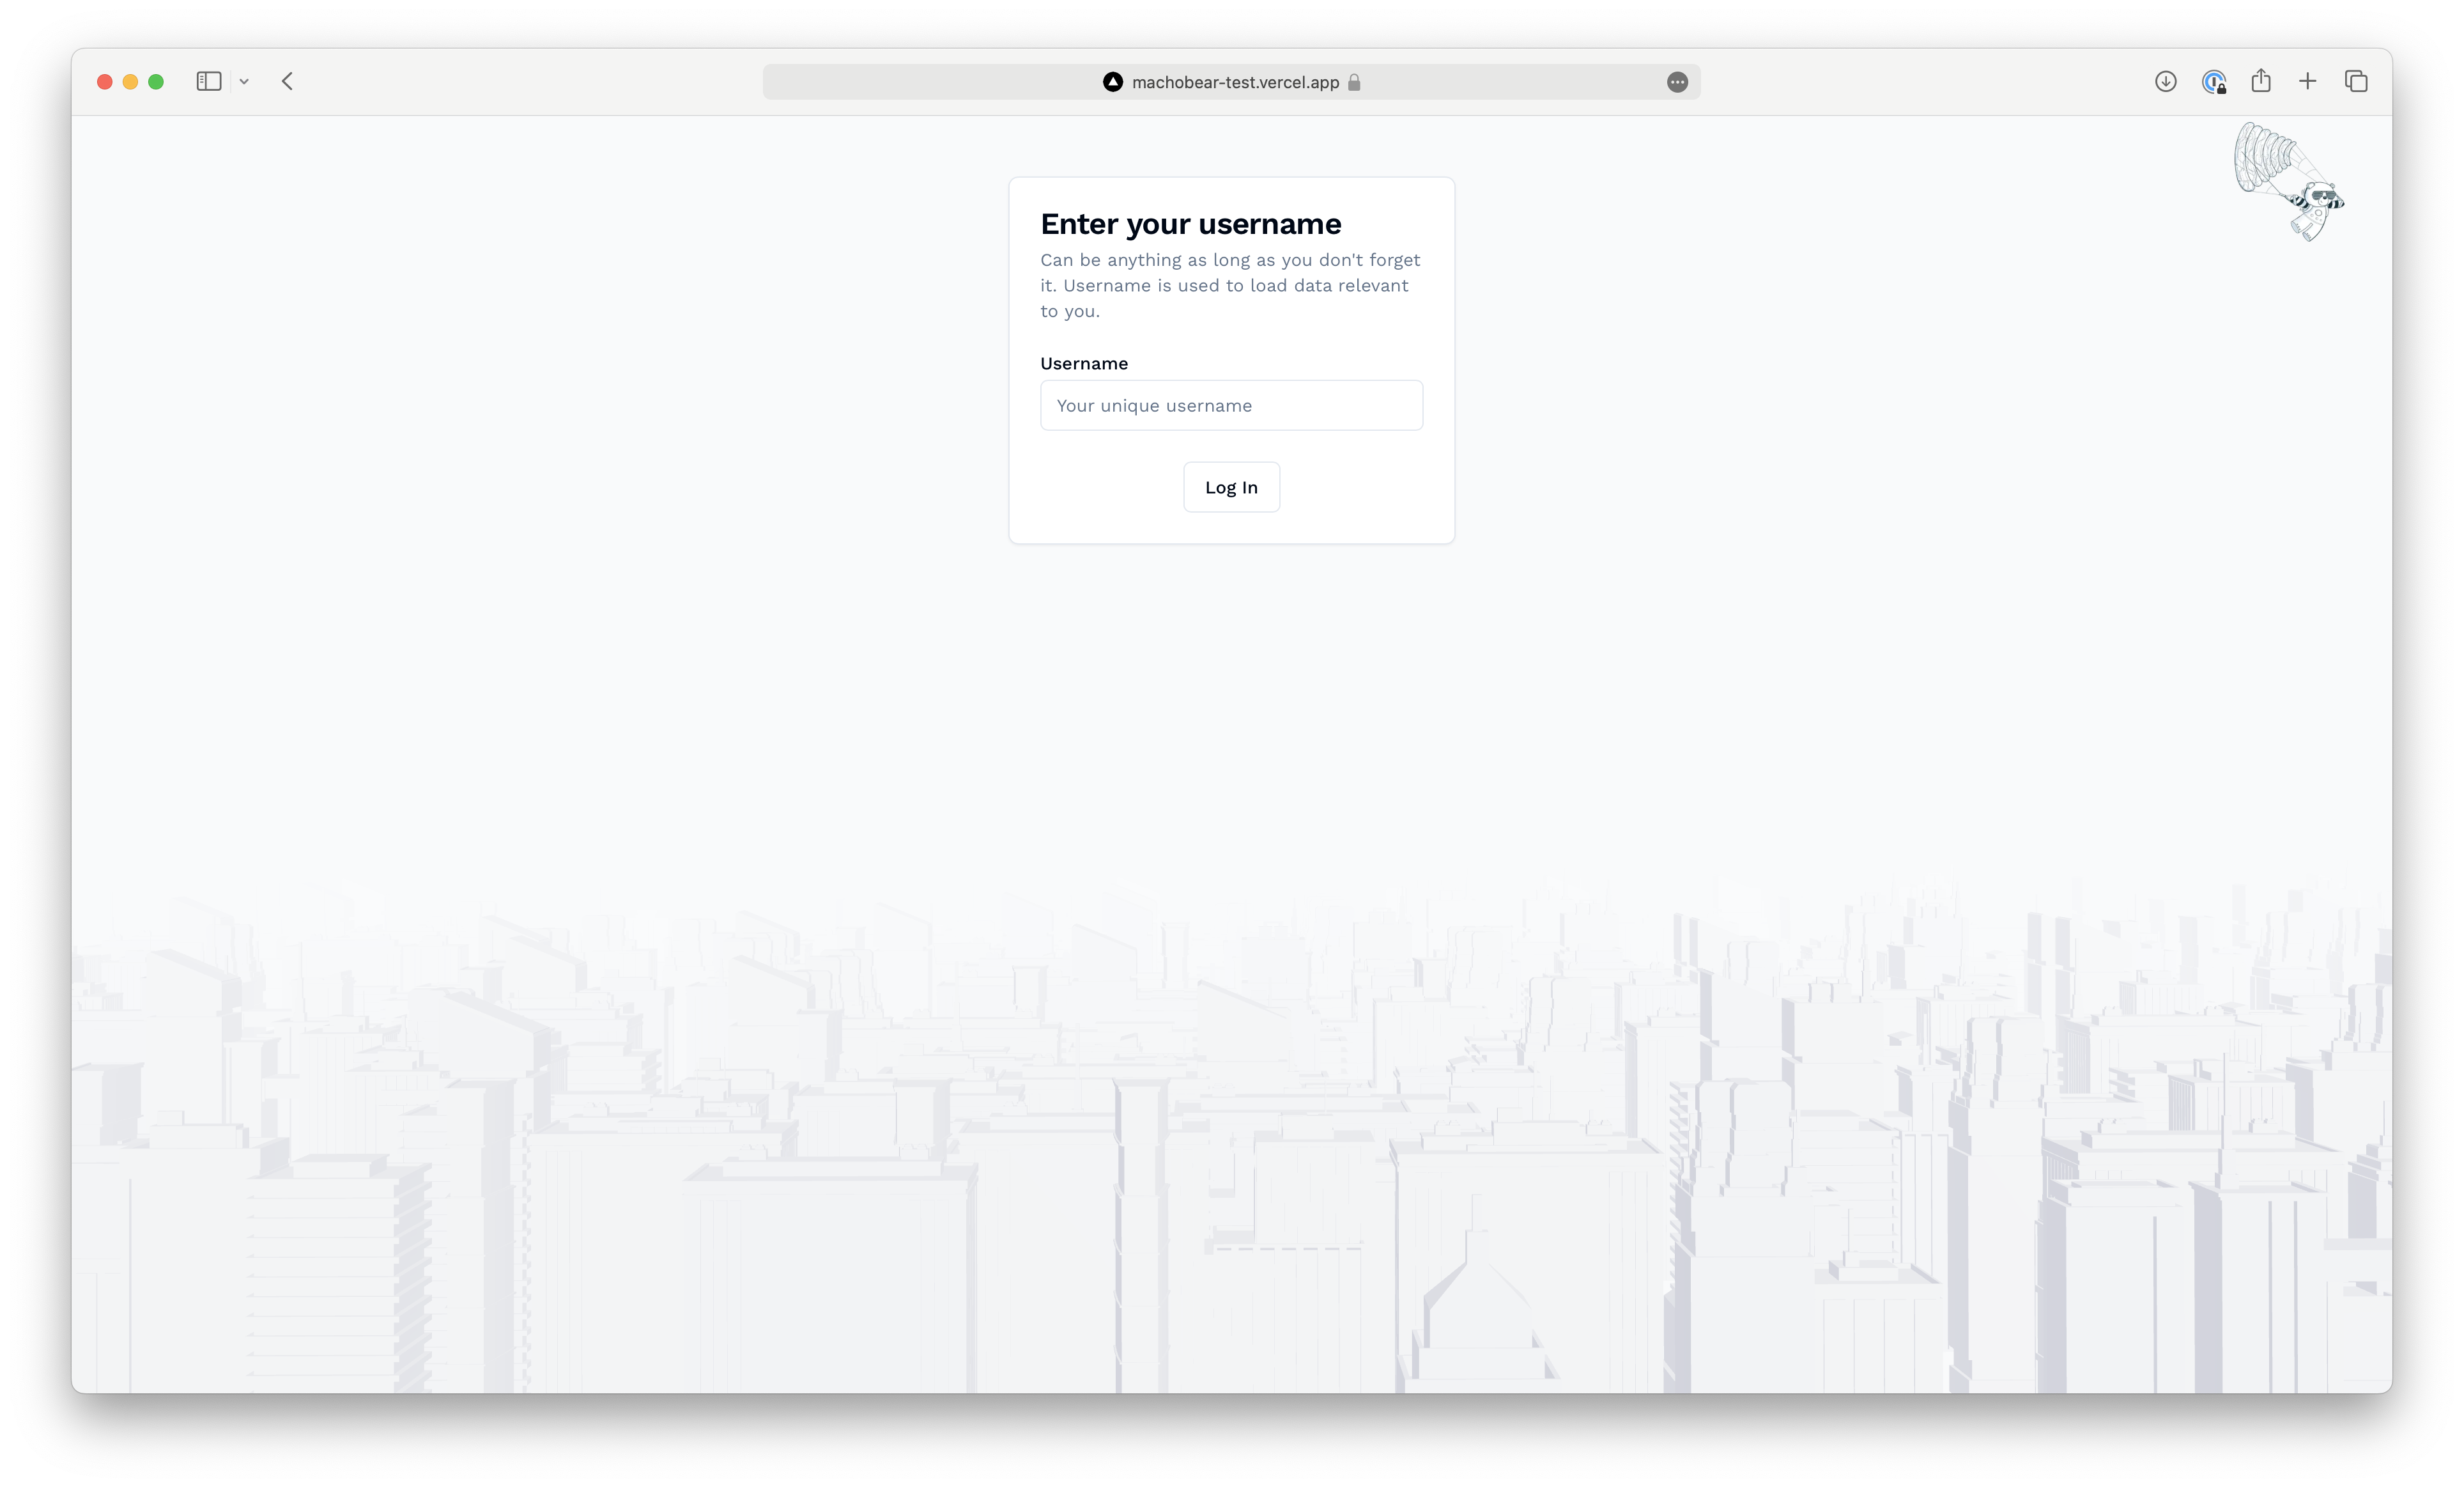 machobear-test.vercel.app
Enter your username
Can be anything as long as you don't forget
it. Username is used to load data relevant
to you.
Username
Your unique username
Log In